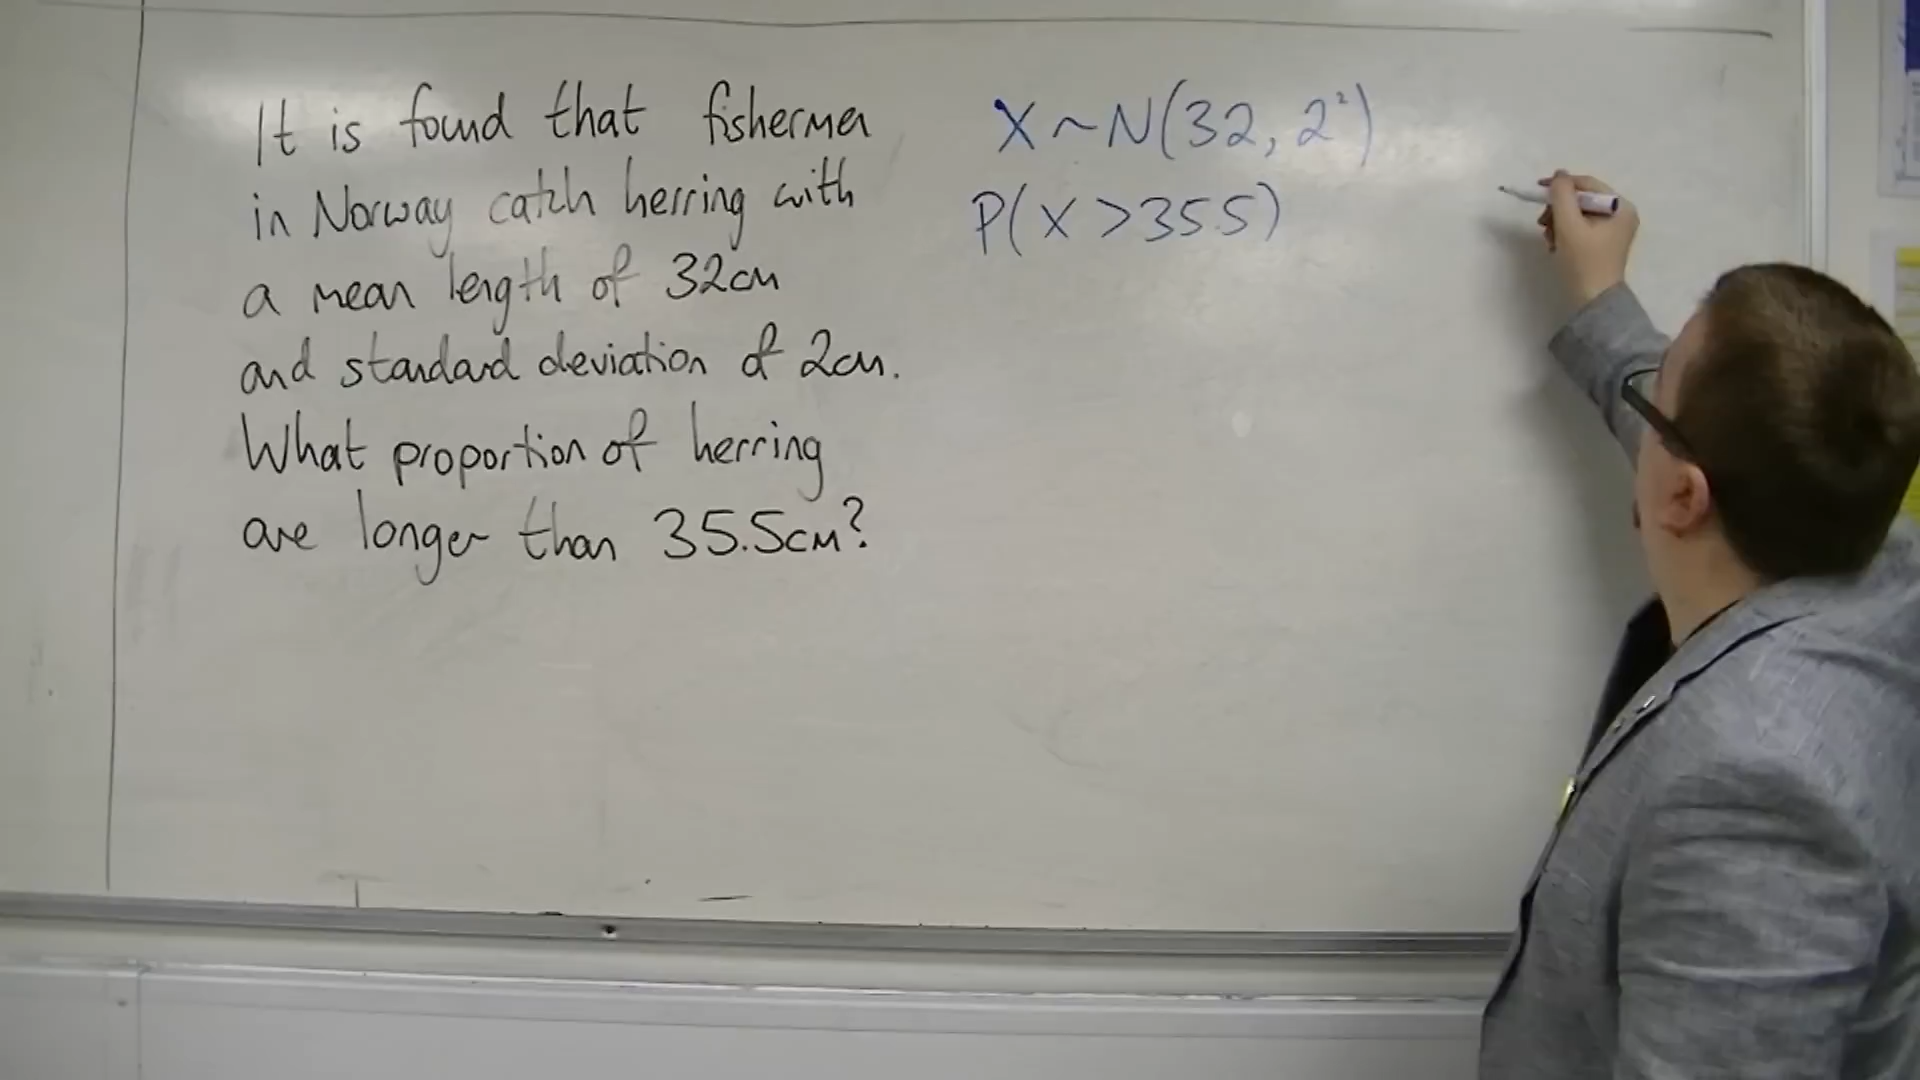 It is found that fishermen
in Norway catch herring with
a mean length of 32cm
and standard deviation of 2cm.
What proportion of herring
are longer than 35.5cm?
X ~ N(32, 2²)
P(X > 35.5)